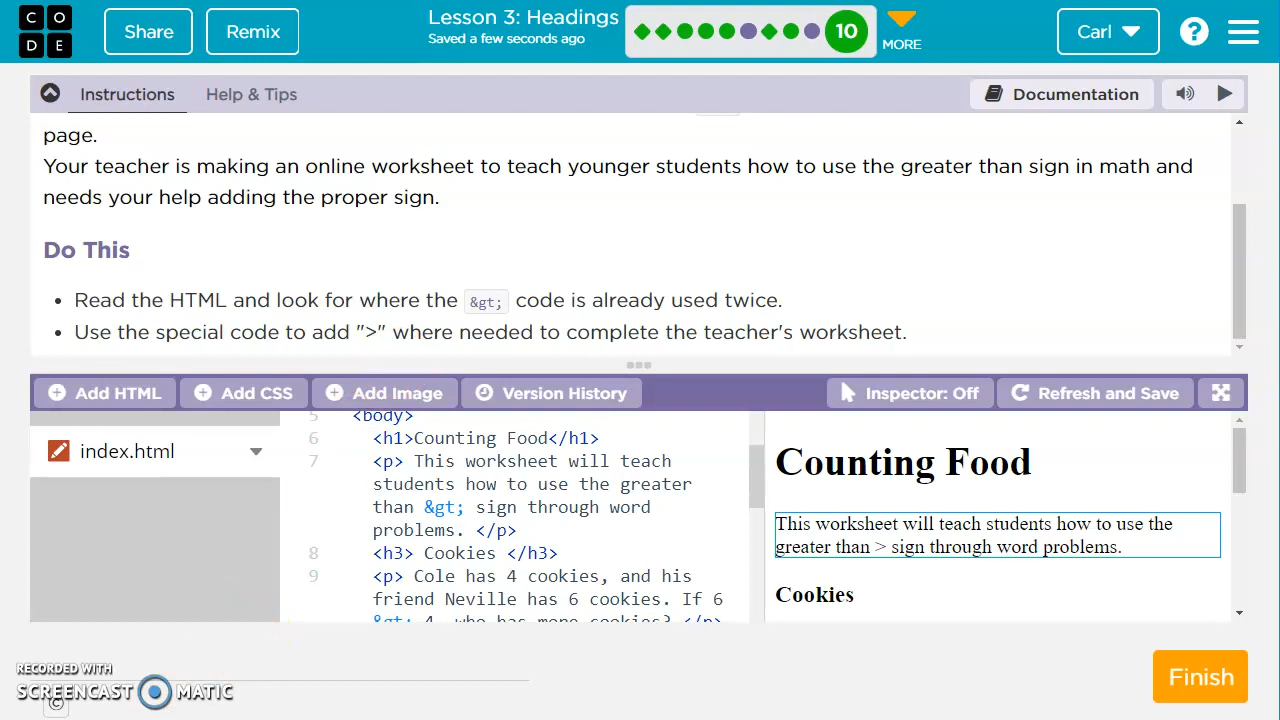 C O
D E
Share
Remix
Lesson 3: Headings
Saved a few seconds ago
10
MORE
Carl
?
Instructions
Help & Tips
Documentation
page.
Your teacher is making an online worksheet to teach younger students how to use the greater than sign in math and
needs your help adding the proper sign.
Do This
• Read the HTML and look for where the &gt; code is already used twice.
• Use the special code to add ">" where needed to complete the teacher's worksheet.
Add HTML
Add CSS
Add Image
Version History
Inspector: Off
Refresh and Save
index.html
5 <body>
6 <h1>Counting Food</h1>
7 <p> This worksheet will teach
students how to use the greater
than &gt; sign through word
problems. </p>
8 <h3> Cookies </h3>
9 <p> Cole has 4 cookies, and his
friend Neville has 6 cookies. If 6
&gt; 4, who has more cookies? </p>
Counting Food
This worksheet will teach students how to use the
greater than > sign through word problems.
Cookies
Finish
RECORDED WITH
SCREENCAST MATIC
©